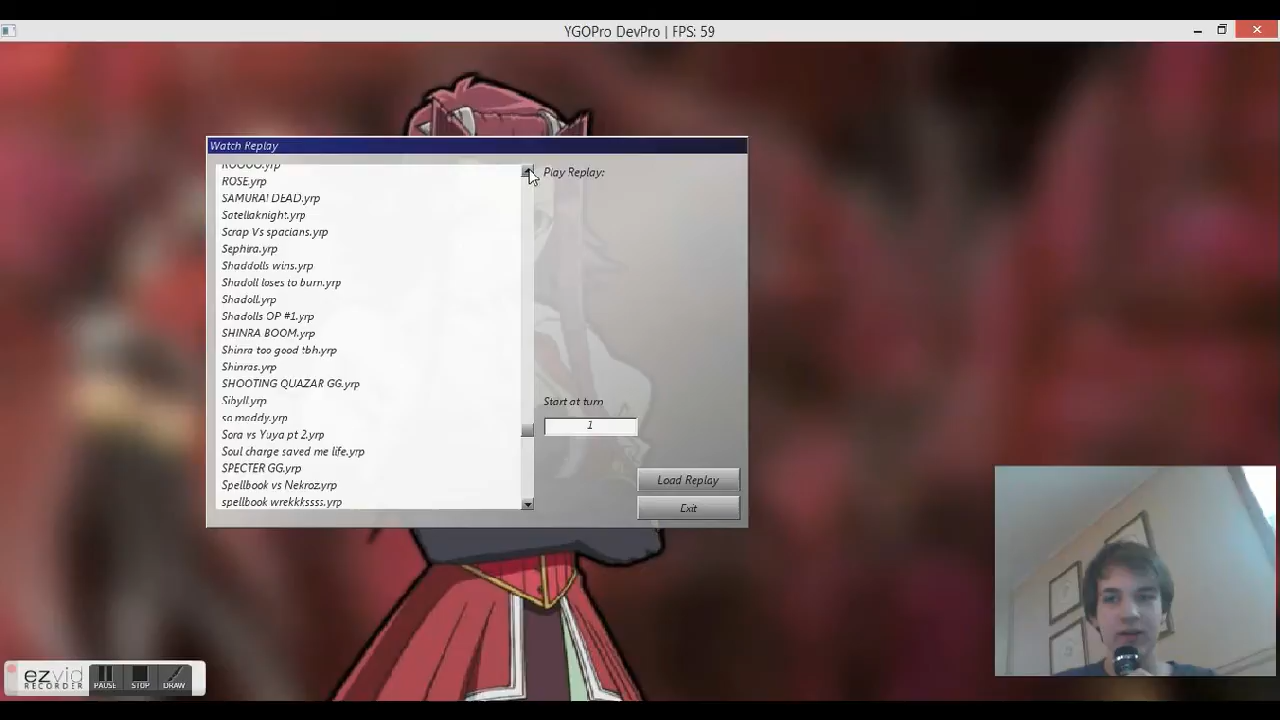 YGOPro DevPro | FPS: 59
Watch Replay
ROSE.yrp
SAMURAI DEAD.yrp
Satellaknight.yrp
Scrap Vs spacians.yrp
Sephira.yrp
Shaddolls wins.yrp
Shadoll loses to burn.yrp
Shadoll.yrp
Shadolls OP #1.yrp
SHINRA BOOM.yrp
Shinra too good tbh.yrp
Shinras.yrp
SHOOTING QUAZAR GG.yrp
Sibyll.yrp
so maddy.yrp
Sora vs Yuya pt 2.yrp
Soul charge saved me life.yrp
SPECTER GG.yrp
Spellbook vs Nekroz.yrp
spellbook wrekkkssss.yrp
Play Replay:
Start at turn
1
Load Replay
Exit
ezvid
RECORDER
PAUSE
STOP
DRAW